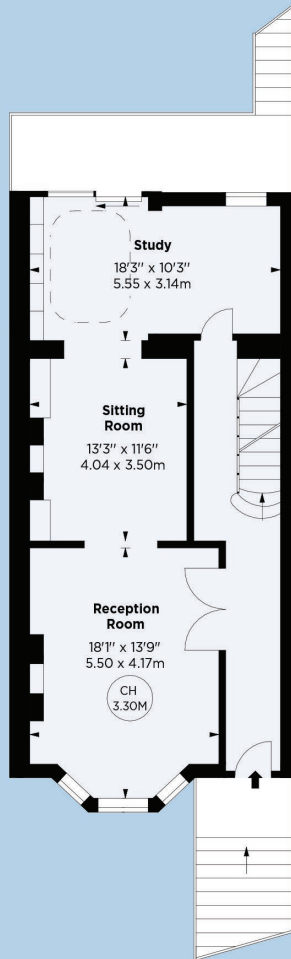 Study
18'3'' x 10'3''
5.55 x 3.14m
Sitting
Room
13'3'' x 11'6''
4.04 x 3.50m
Reception
Room
18'1'' x 13'9"
5.50 x 4.17m
CH
3.30M